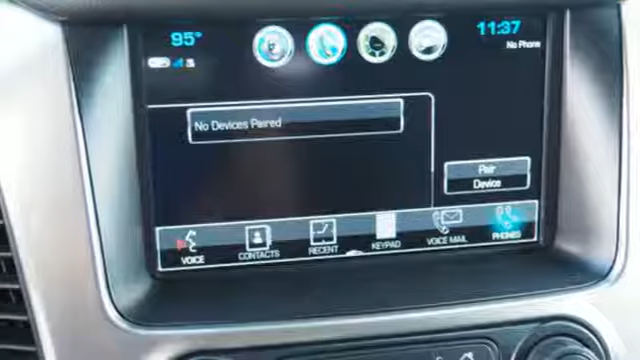 95°
11:37
No Phone
No Devices Paired
Pair
Device
VOICE
CONTACTS
RECENT
KEYPAD
VOICE MAIL
PHONES